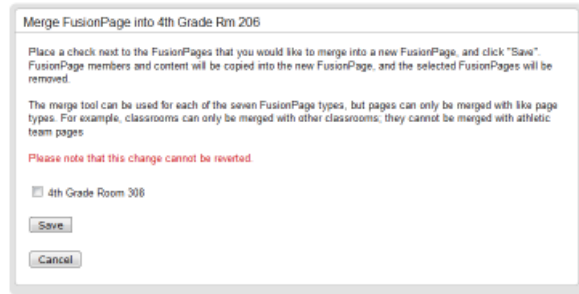 Merge FusionPage into 4th Grade Rm 206
Place a check next to the FusionPages that you would like to merge into a new FusionPage, and click "Save".
FusionPage members and content will be copied into the new FusionPage, and the selected FusionPages will be
removed.
The merge tool can be used for each of the seven FusionPage types, but pages can only be merged with like page
types. For example, classrooms can only be merged with other classrooms; they cannot be merged with athletic
team pages
Please note that this change cannot be reverted.
4th Grade Room 308
Save
Cancel